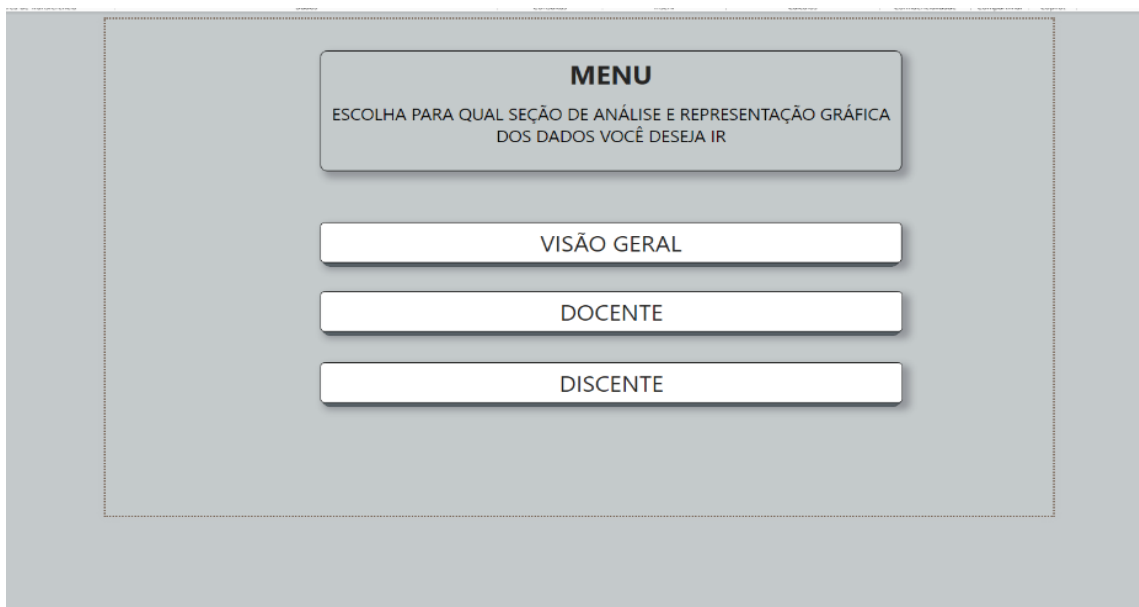 MENU
ESCOLHA PARA QUAL SEÇÃO DE ANÁLISE E REPRESENTAÇÃO GRÁFICA
DOS DADOS VOCÊ DESEJA IR
VISÃO GERAL
DOCENTE
DISCENTE